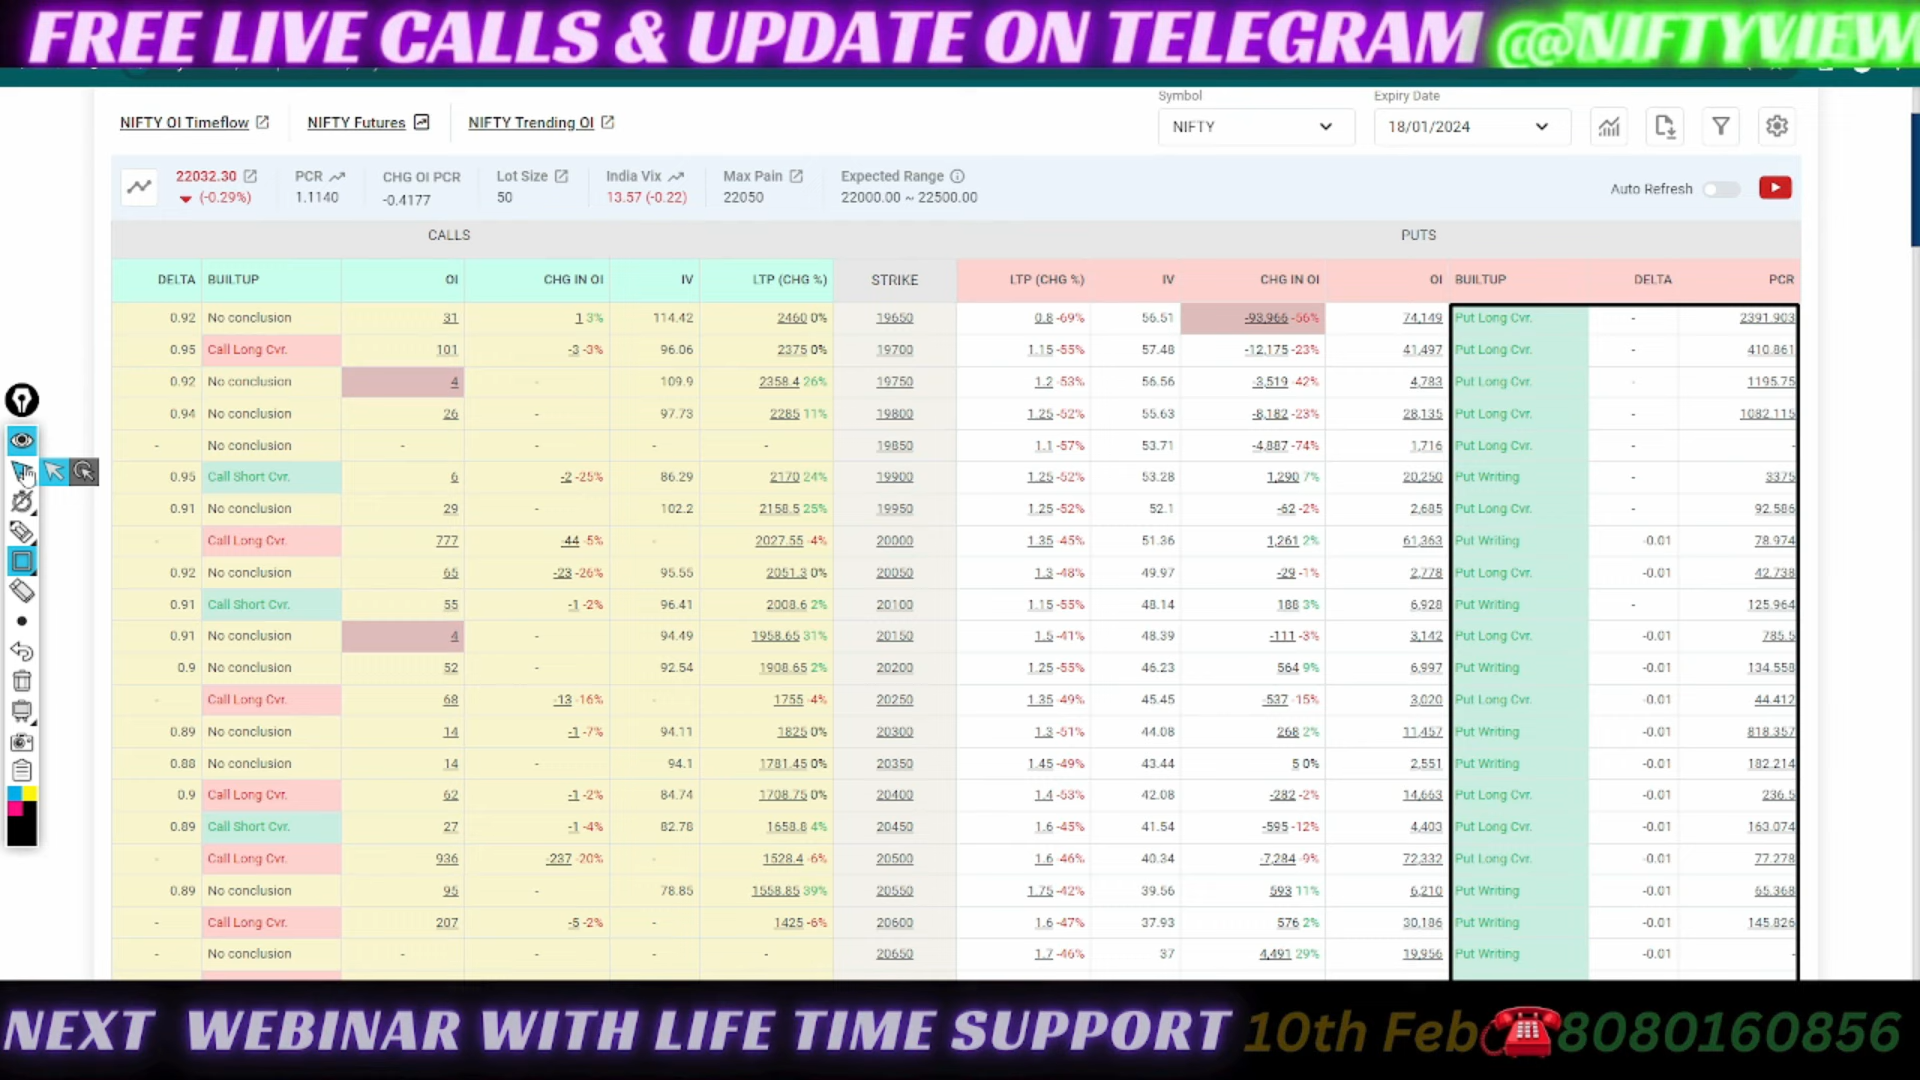 FREE LIVE CALLS & UPDATE ON TELEGRAM @@NIFTYVIEW
NIFTY OI Timeflow NIFTY Futures NIFTY Trending OI
Symbol Expiry Date
NIFTY 18/01/2024
22032.30 PCR CHG OI PCR Lot Size India Vix Max Pain Expected Range
(-0.29%) 1.1140 -0.4177 50 13.57 (-0.22) 22050 22000.00 ~ 22500.00 Auto Refresh
CALLS PUTS
DELTA BUILTUP OI CHG IN OI IV LTP (CHG %) STRIKE LTP (CHG %) IV CHG IN OI OI BUILTUP DELTA PCR
0.92 No conclusion 31 1 3% 114.42 2460 0% 19650 0.8 -69% 56.51 -93,966 -56% 74,149 Put Long Cvr. - 2391.903
0.95 Call Long Cvr. 101 -3 -3% 96.06 2375 0% 19700 1.15 -55% 57.48 -12,175 -23% 41,497 Put Long Cvr. - 410.861
0.92 No conclusion 4 - 109.9 2358.4 26% 19750 1.2 -53% 56.56 -3,519 -42% 4,783 Put Long Cvr. - 1195.75
0.94 No conclusion 26 - 97.73 2285 11% 19800 1.25 -52% 55.63 -8,182 -23% 28,135 Put Long Cvr. - 1082.115
- No conclusion - - - - 19850 1.1 -57% 53.71 -4,887 -74% 1,716 Put Long Cvr. - -
0.95 Call Short Cvr. 6 -2 -25% 86.29 2170 24% 19900 1.25 -52% 53.28 1,290 7% 20,250 Put Writing - 3375
0.91 No conclusion 29 - 102.2 2158.5 25% 19950 1.25 -52% 52.1 -62 -2% 2,685 Put Long Cvr. - 92.586
- Call Long Cvr. 777 -44 -5% - 2027.55 -4% 20000 1.35 -45% 51.36 1,261 2% 61,363 Put Writing -0.01 78.974
0.92 No conclusion 65 -23 -26% 95.55 2051.3 0% 20050 1.3 -48% 49.97 -29 -1% 2,778 Put Long Cvr. -0.01 42.738
0.91 Call Short Cvr. 55 -1 -2% 96.41 2008.6 2% 20100 1.15 -55% 48.14 188 3% 6,928 Put Writing - 125.964
0.91 No conclusion 4 - 94.49 1958.65 31% 20150 1.5 -41% 48.39 -111 -3% 3,142 Put Long Cvr. -0.01 785.5
0.9 No conclusion 52 - 92.54 1908.65 2% 20200 1.25 -55% 46.23 564 9% 6,997 Put Writing -0.01 134.558
- Call Long Cvr. 68 -13 -16% - 1755 -4% 20250 1.35 -49% 45.45 -537 -15% 3,020 Put Long Cvr. -0.01 44.412
0.89 No conclusion 14 -1 -7% 94.11 1825 0% 20300 1.3 -51% 44.08 268 2% 11,457 Put Writing -0.01 818.357
0.88 No conclusion 14 - 94.1 1781.45 0% 20350 1.45 -49% 43.44 5 0% 2,551 Put Writing -0.01 182.214
0.9 Call Long Cvr. 62 -1 -2% 84.74 1708.75 0% 20400 1.4 -53% 42.08 -282 -2% 14,663 Put Long Cvr. -0.01 236.5
0.89 Call Short Cvr. 27 -1 -4% 82.78 1658.8 4% 20450 1.6 -45% 41.54 -595 -12% 4,403 Put Long Cvr. -0.01 163.074
- Call Long Cvr. 936 -237 -20% - 1528.4 -6% 20500 1.6 -46% 40.34 -7,284 -9% 72,332 Put Long Cvr. -0.01 77.278
0.89 No conclusion 95 - 78.85 1558.85 39% 20550 1.75 -42% 39.56 593 11% 6,210 Put Writing -0.01 65.368
- Call Long Cvr. 207 -5 -2% - 1425 -6% 20600 1.6 -47% 37.93 576 2% 30,186 Put Writing -0.01 145.826
- No conclusion - - - - 20650 1.7 -46% 37 4,491 29% 19,956 Put Writing -0.01 -
NEXT WEBINAR WITH LIFE TIME SUPPORT 10th Feb 8080160856